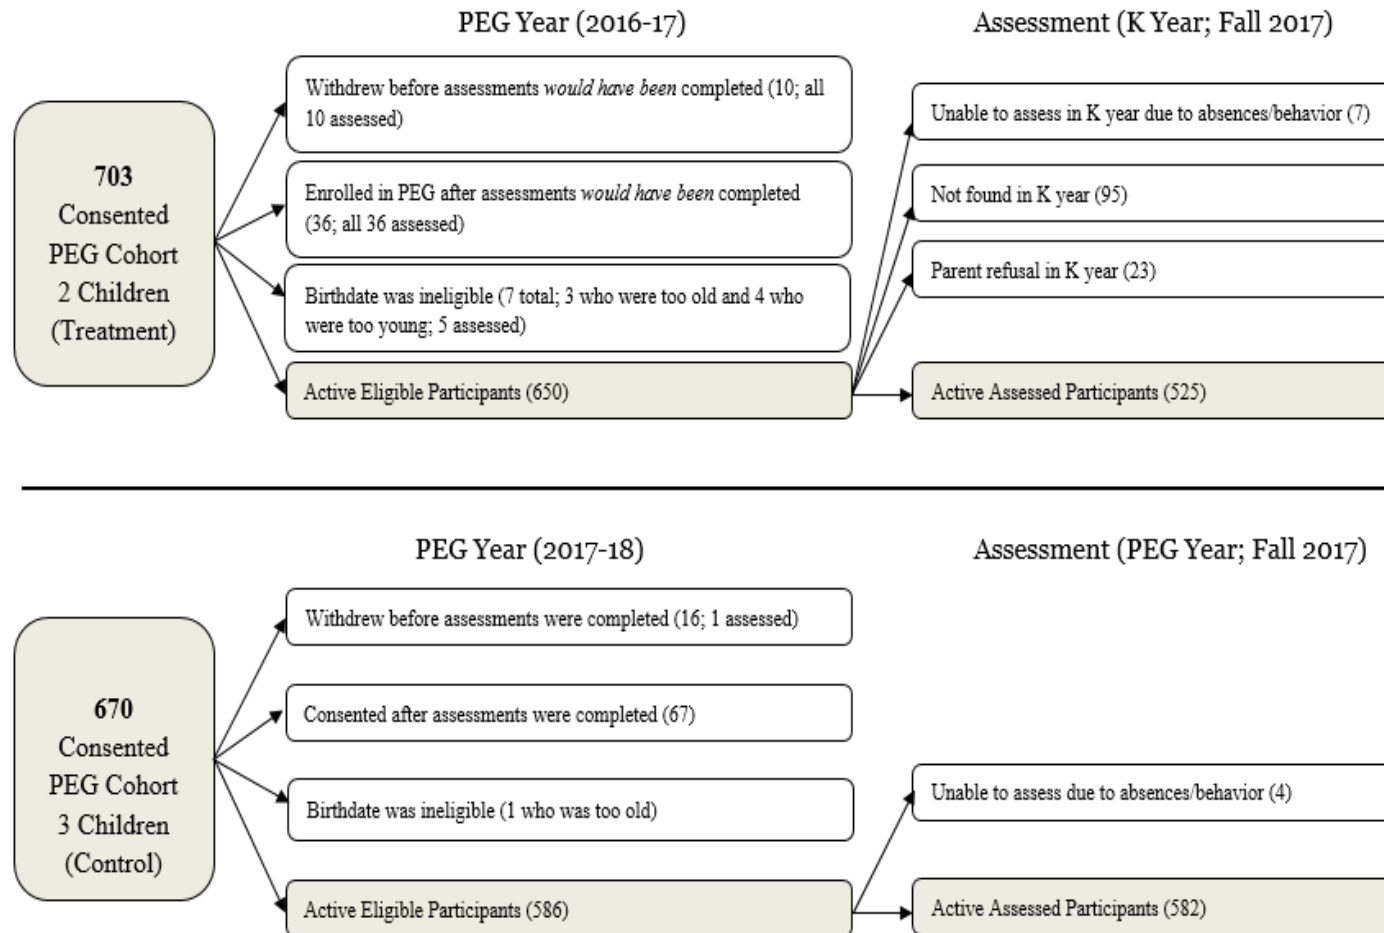 PEG Year (2016-17)
Assessment (K Year; Fall 2017)
703
Consented
PEG Cohort
2 Children
(Treatment)
Withdrew before assessments would have been completed (10; all
10 assessed)
Enrolled in PEG after assessments would have been completed
(36; all 36 assessed)
Birthdate was ineligible (7 total; 3 who were too old and 4 who
were too young; 5 assessed)
Active Eligible Participants (650)
Unable to assess in K year due to absences/behavior (7)
Not found in K year (95)
Parent refusal in K year (23)
Active Assessed Participants (525)
PEG Year (2017-18)
Assessment (PEG Year; Fall 2017)
670
Consented
PEG Cohort
3 Children
(Control)
Withdrew before assessments were completed (16; 1 assessed)
Consented after assessments were completed (67)
Birthdate was ineligible (1 who was too old)
Active Eligible Participants (586)
Unable to assess due to absences/behavior (4)
Active Assessed Participants (582)